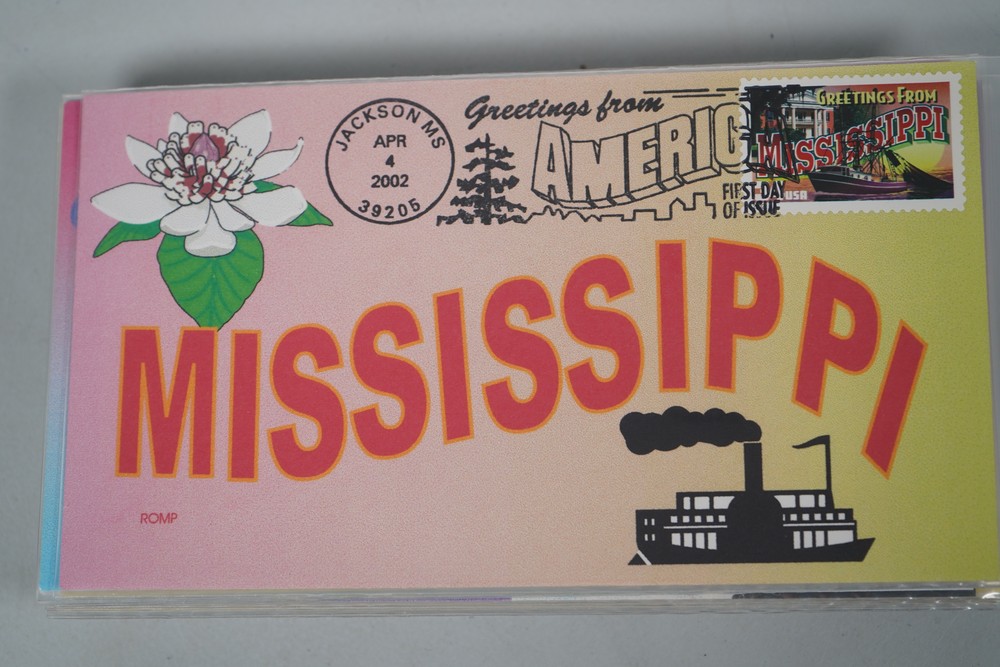 JACKSON MS
APR
4
2002
39205
Greetings from
AMERIC
FIRST DAY
OF ISSUE
GREETINGS FROM
MISSISSIPPI
USA
MISSISSIPPI
ROMP